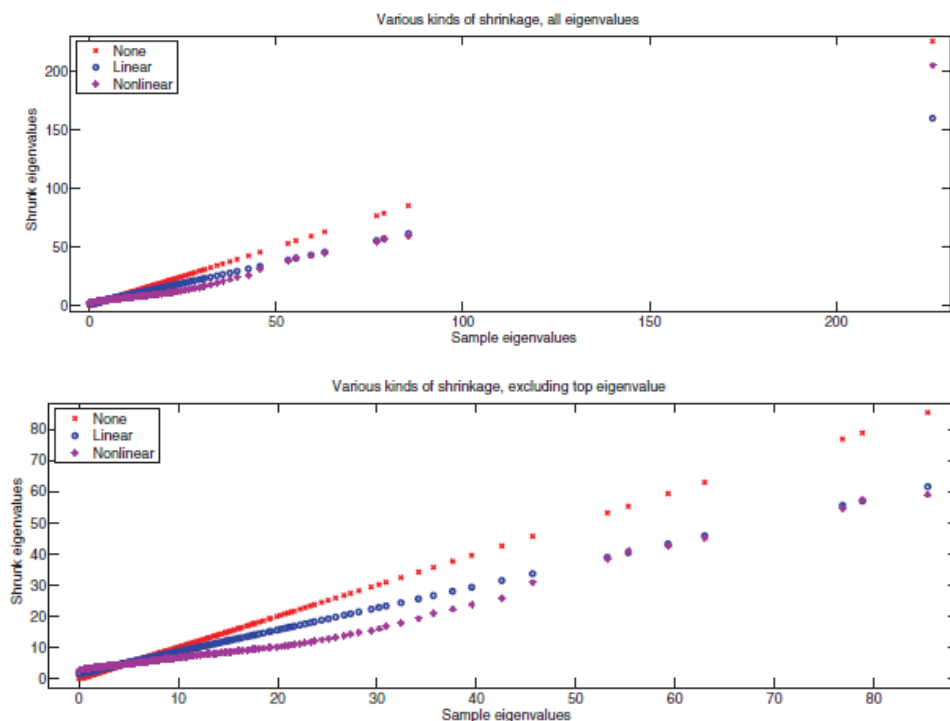 Various kinds of shrinkage, all eigenvalues
None
Linear
Nonlinear
Shrunk eigenvalues
200
150
100
50
0
0 50 100 150 200
Sample eigenvalues
Various kinds of shrinkage, excluding top eigenvalue
None
Linear
Nonlinear
Shrunk eigenvalues
80
70
60
50
40
30
20
10
0
0 10 20 30 40 50 60 70 80
Sample eigenvalues